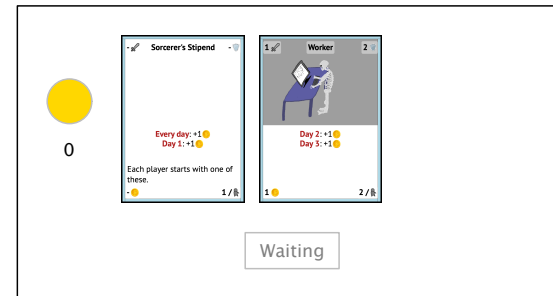 - Sorcerer's Stipend -
1 Worker 2
Every day: +1
Day 1: +1
Day 2: +1
Day 3: +1
0
Each player starts with one of
these.
- 1 /
1 2 /
Waiting